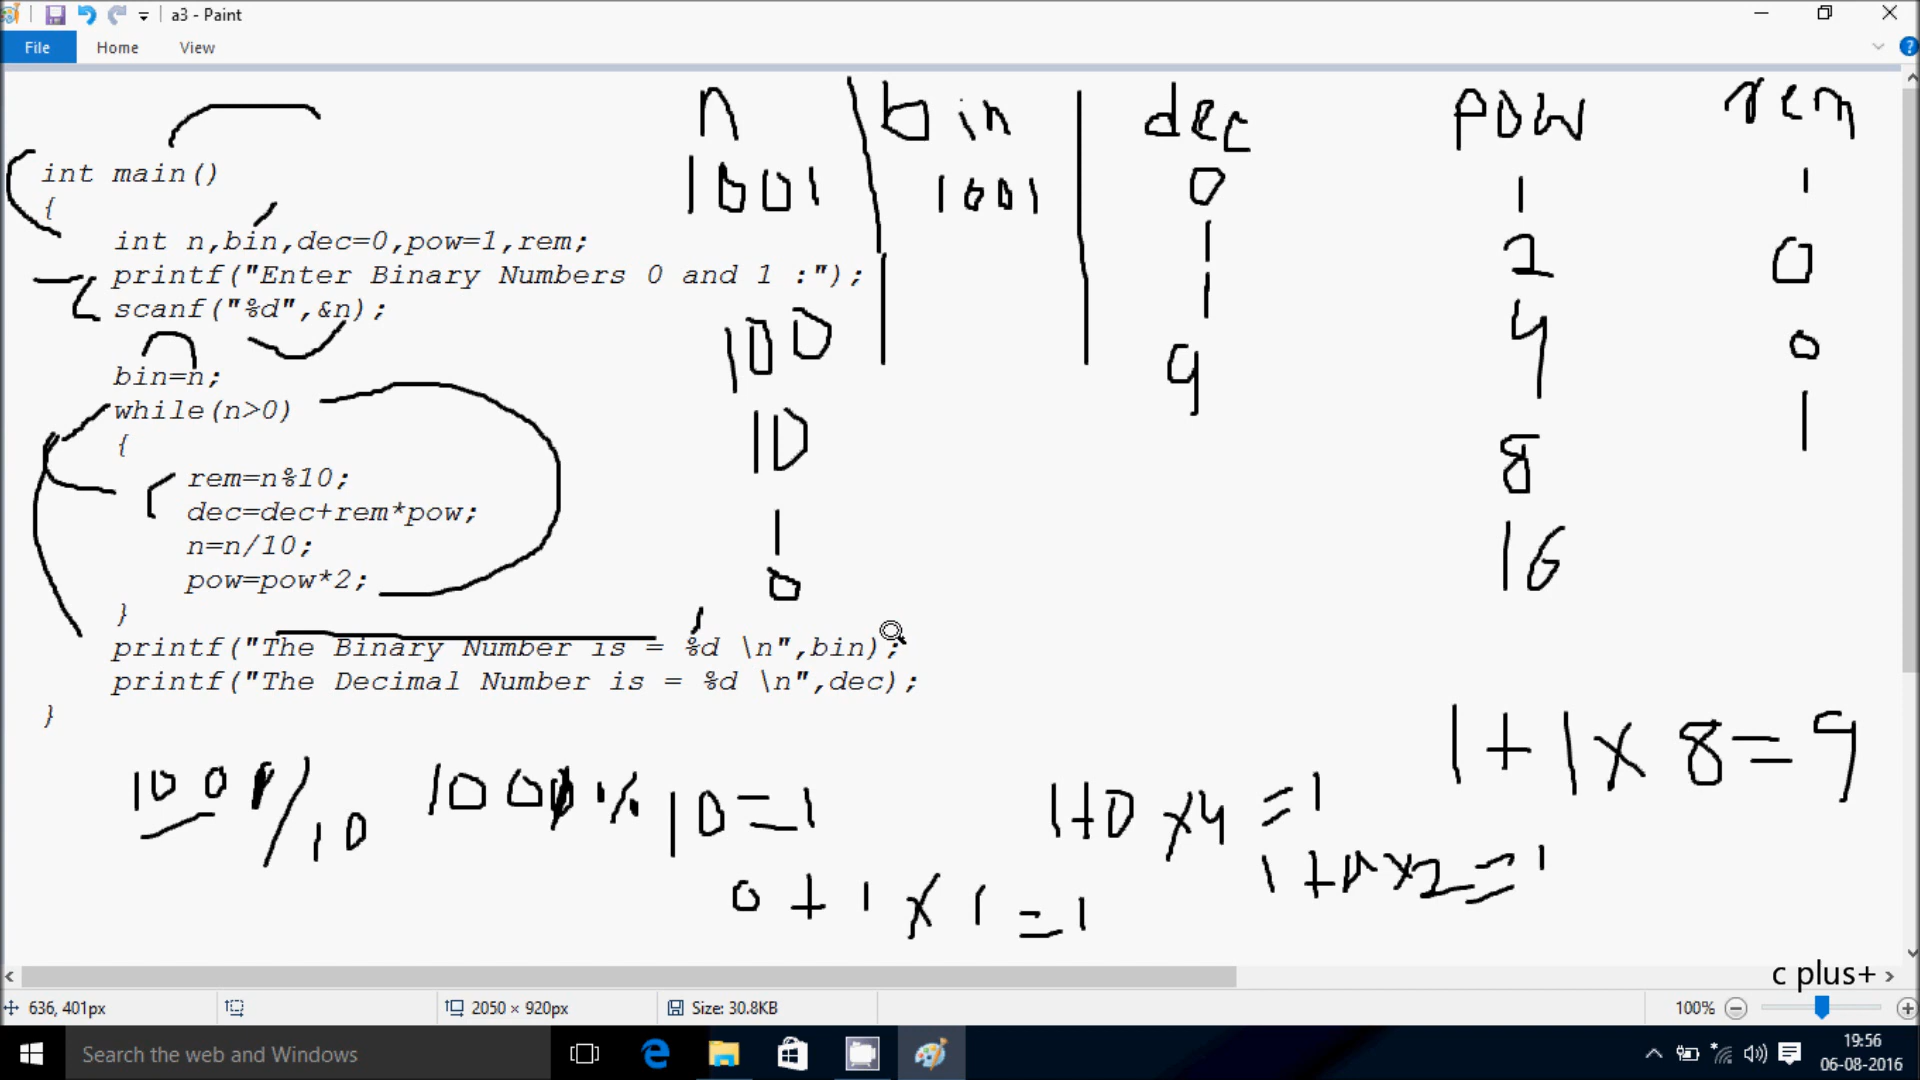 a3 - Paint
File Home View
n bin dec pow rem
int main()
1001 1001 0 1 1
{
int n,bin,dec=0,pow=1,rem;
1 2 0
printf("Enter Binary Numbers 0 and 1 :");
scanf("%d",&n);
1
100 4 0
bin=n;
9
while(n>0)
10 1
{
8
rem=n%10;
dec=dec+rem*pow;
1
n=n/10;
16
pow=pow*2;
0
}
printf("The Binary Number is = %d \n",bin);
printf("The Decimal Number is = %d \n",dec);
}
1+1x8=9
1001/10 1001%10=1
1+0x4=1
1+0x2=1
0+1x1=1
c plus+
636, 401px 2050 × 920px Size: 30.8KB 100%
Search the web and Windows
19:56
06-08-2016